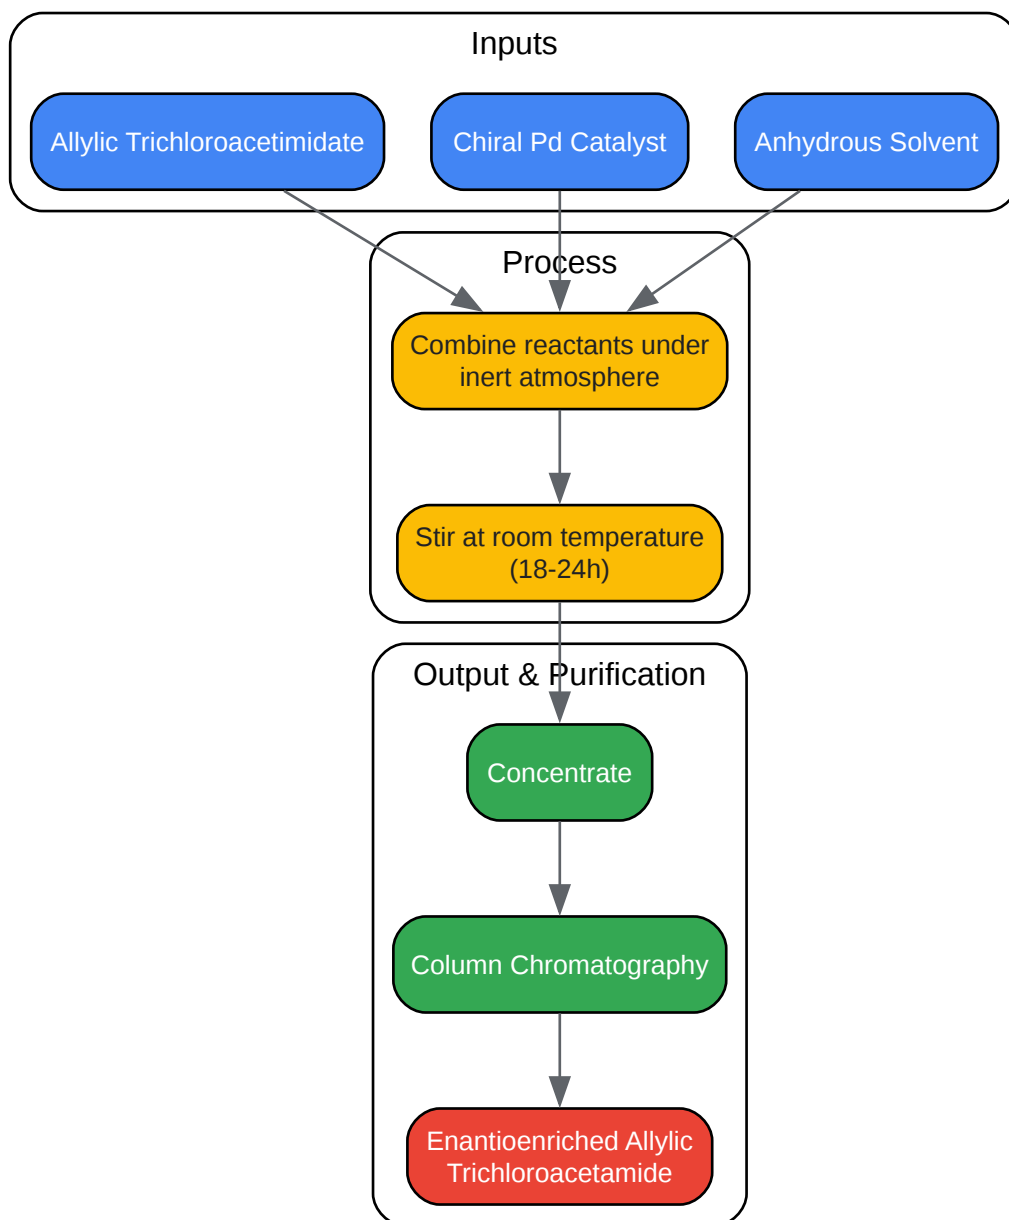 Inputs
Allylic Trichloroacetimidate
Chiral Pd Catalyst
Anhydrous Solvent
Process
Combine reactants under
inert atmosphere
Stir at room temperature
(18-24h)
Output & Purification
Concentrate
Column Chromatography
Enantioenriched Allylic
Trichloroacetamide